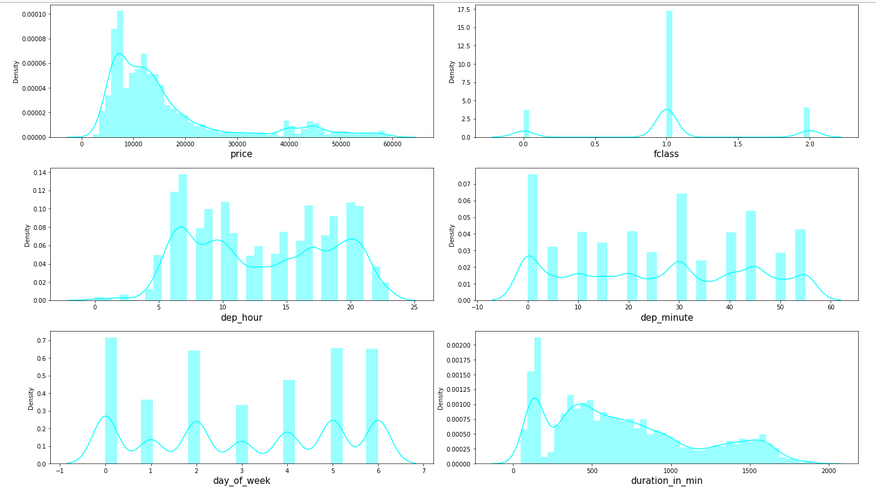 0.00010
0.00008
0.00006
0.00004
0.00002
0.00000
Density
0 10000 20000 30000 40000 50000 60000
price
17.5
15.0
12.5
10.0
7.5
5.0
2.5
0.0
Density
0.0 0.5 1.0 1.5 2.0
fclass
0.14
0.12
0.10
0.08
0.06
0.04
0.02
0.00
Density
0 5 10 15 20 25
dep_hour
0.07
0.06
0.05
0.04
0.03
0.02
0.01
0.00
Density
−10 0 10 20 30 40 50 60
dep_minute
0.7
0.6
0.5
0.4
0.3
0.2
0.1
0.0
Density
−1 0 1 2 3 4 5 6 7
day_of_week
0.00200
0.00175
0.00150
0.00125
0.00100
0.00075
0.00050
0.00025
0.00000
Density
0 500 1000 1500 2000
duration_in_min